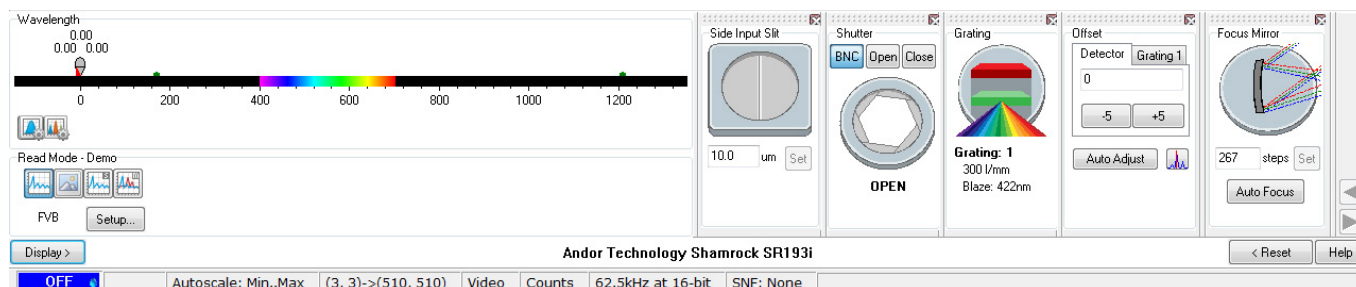 Wavelength
0.00
0.00 0.00
0 200 400 600 800 1000 1200
Read Mode - Demo
FVB Setup...
Side Input Slit
10.0 um Set
Shutter
BNC Open Close
OPEN
Grating
Grating: 1
300 l/mm
Blaze: 422nm
Offset
Detector Grating 1
0
-5 +5
Auto Adjust
Focus Mirror
267 steps Set
Auto Focus
Display > Andor Technology Shamrock SR193i < Reset Help
OFF Autoscale: Min..Max (3, 3)->(510, 510) Video Counts 62.5kHz at 16-bit SNF: None